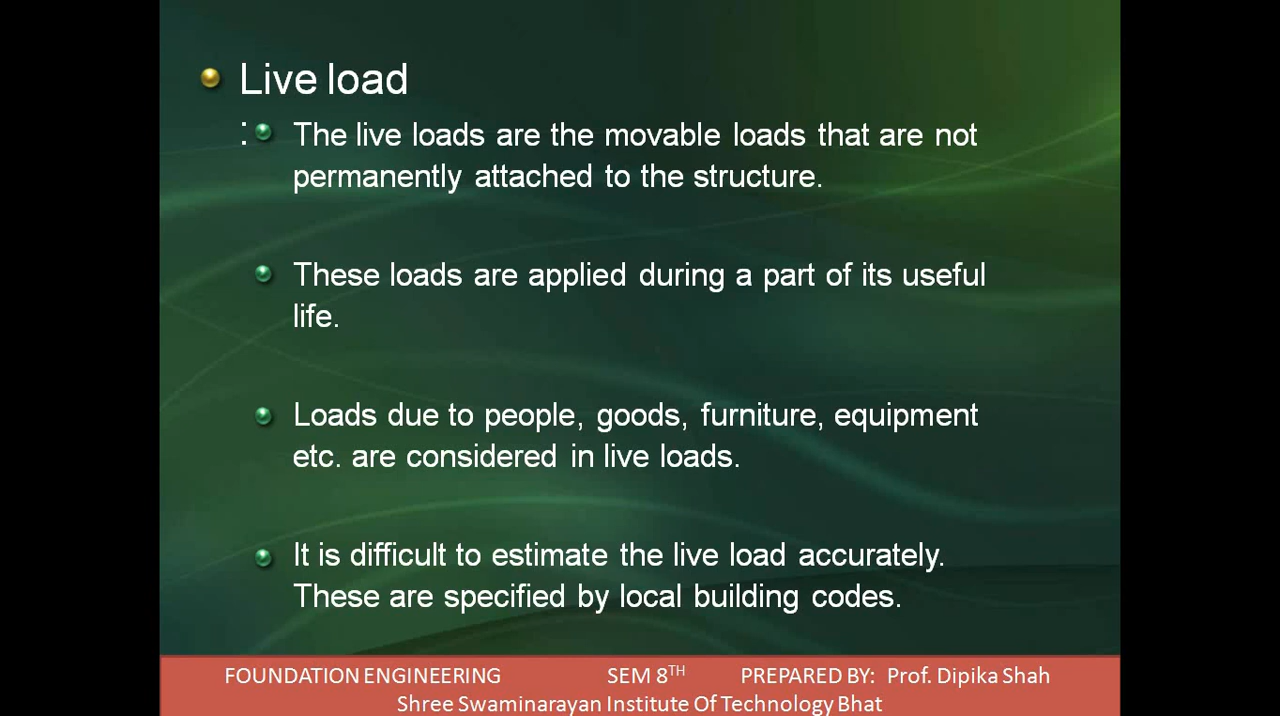 Live load
:
The live loads are the movable loads that are not
permanently attached to the structure.
These loads are applied during a part of its useful
life.
Loads due to people, goods, furniture, equipment
etc. are considered in live loads.
It is difficult to estimate the live load accurately.
These are specified by local building codes.
FOUNDATION ENGINEERING SEM 8TH PREPARED BY: Prof. Dipika Shah
Shree Swaminarayan Institute Of Technology Bhat